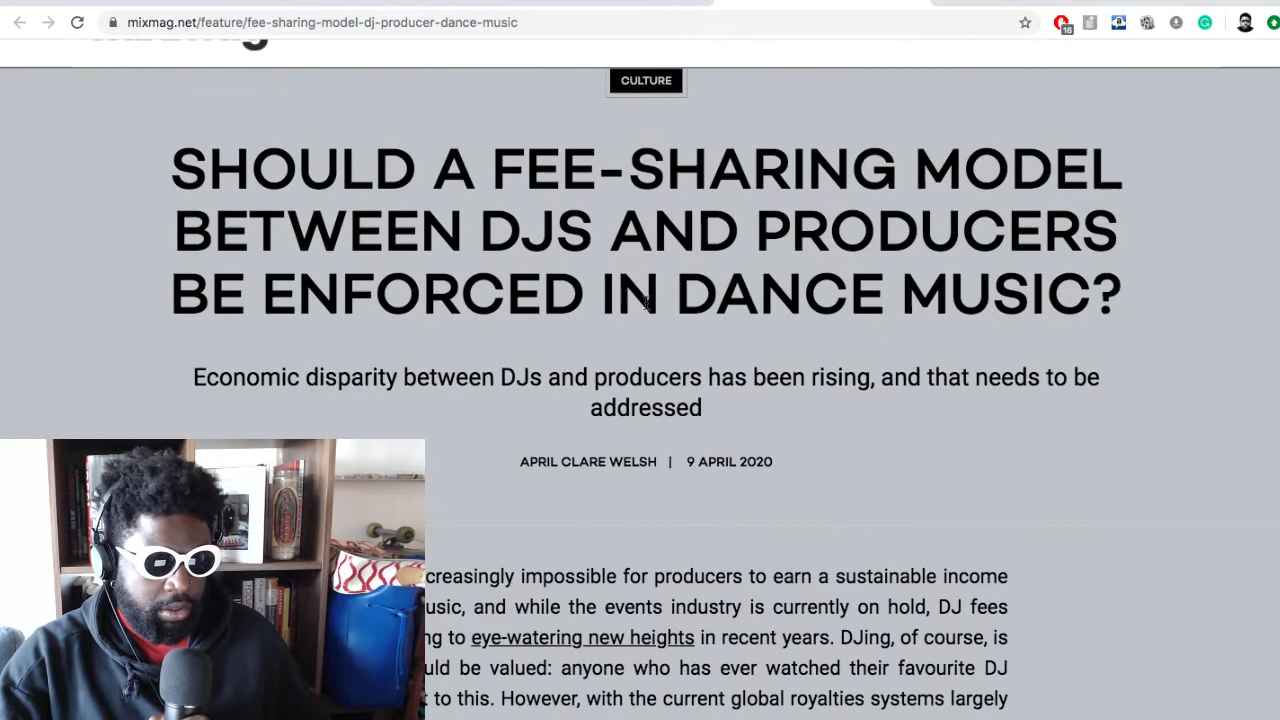 mixmag.net/feature/fee-sharing-model-dj-producer-dance-music
16
CULTURE
SHOULD A FEE-SHARING MODEL
BETWEEN DJS AND PRODUCERS
BE ENFORCED IN DANCE MUSIC?
Economic disparity between DJs and producers has been rising, and that needs to be
addressed
APRIL CLARE WELSH | 9 APRIL 2020
creasingly impossible for producers to earn a sustainable income
usic, and while the events industry is currently on hold, DJ fees
ng to eye-watering new heights in recent years. DJing, of course, is
uld be valued: anyone who has ever watched their favourite DJ
t to this. However, with the current global royalties systems largely